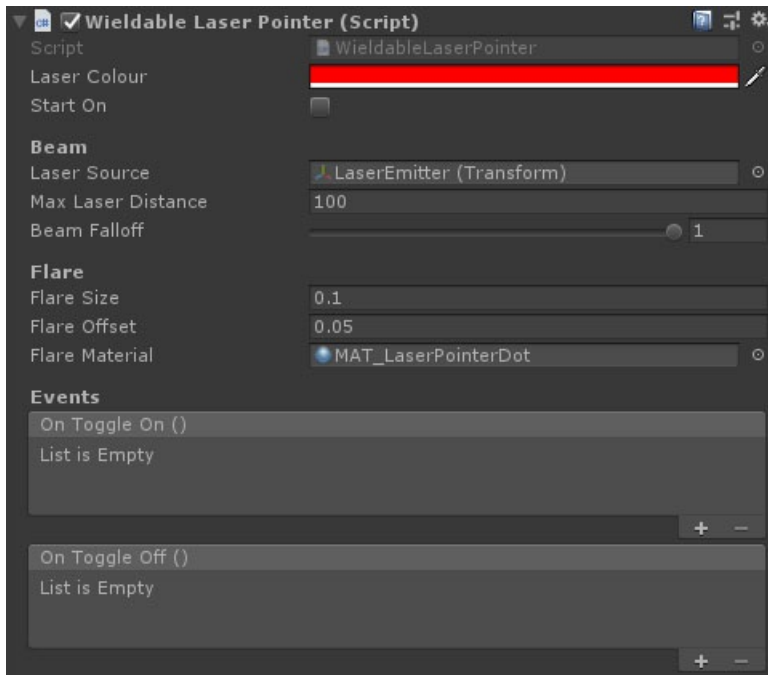 Wieldable Laser Pointer (Script)
Script WieldableLaserPointer
Laser Colour
Start On
Beam
Laser Source LaserEmitter (Transform)
Max Laser Distance 100
Beam Falloff 1
Flare
Flare Size 0.1
Flare Offset 0.05
Flare Material MAT_LaserPointerDot
Events
On Toggle On ()
List is Empty
+ −
On Toggle Off ()
List is Empty
+ −